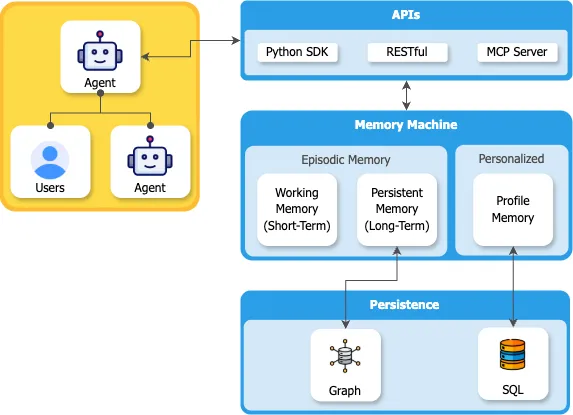 Agent
Users
Agent
APIs
Python SDK
RESTful
MCP Server
Memory Machine
Episodic Memory
Working
Memory
(Short-Term)
Persistent
Memory
(Long-Term)
Personalized
Profile
Memory
Persistence
Graph
SQL